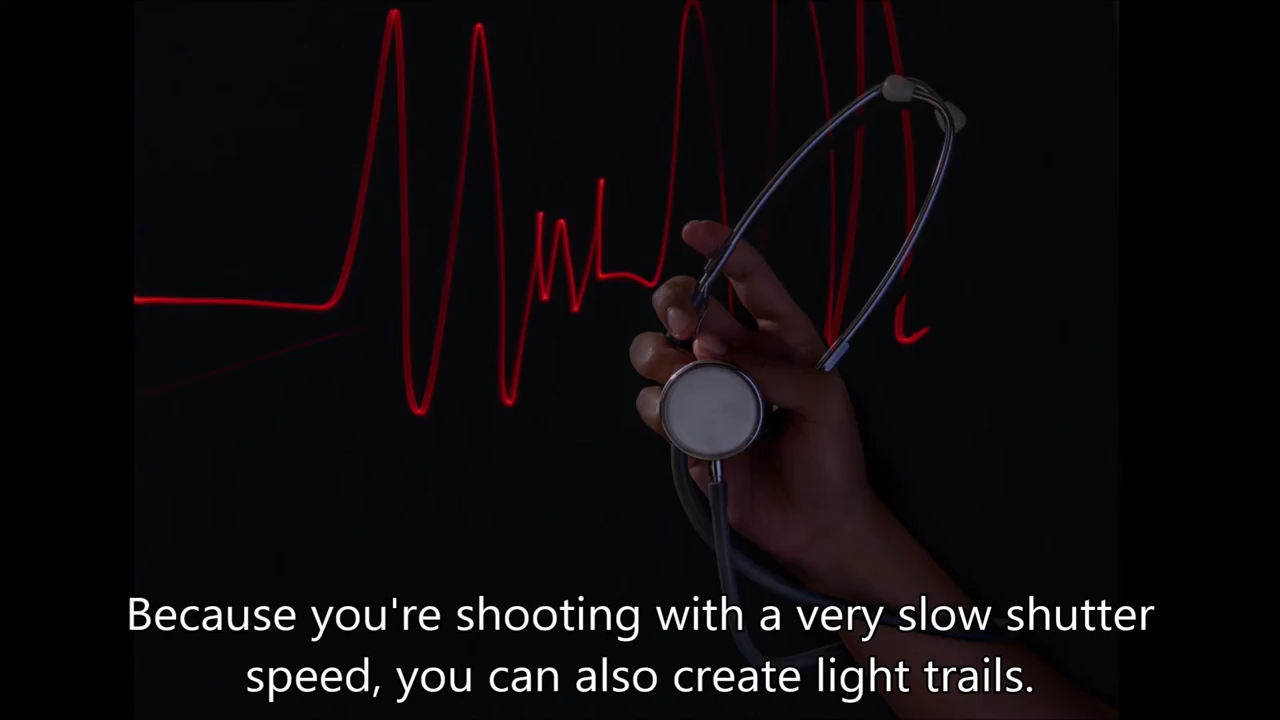 Because you're shooting with a very slow shutter
speed, you can also create light trails.